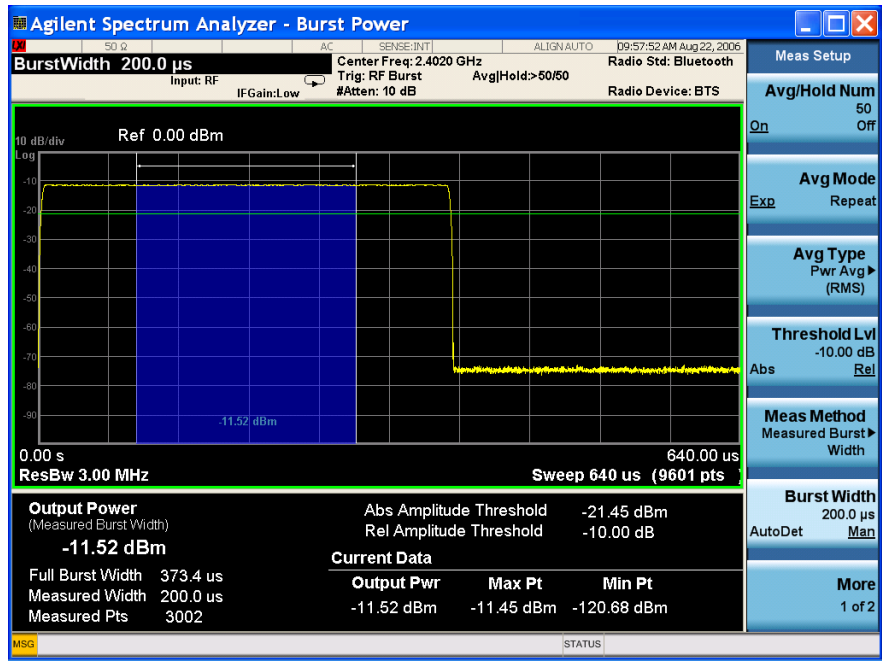 Agilent Spectrum Analyzer - Burst Power
LXI 50 Ω AC SENSE:INT ALIGN AUTO 09:57:52 AM Aug 22, 2006
BurstWidth 200.0 µs
Input: RF
IFGain:Low
Center Freq: 2.4020 GHz
Trig: RF Burst Avg|Hold:>50/50
#Atten: 10 dB
Radio Std: Bluetooth
Radio Device: BTS
10 dB/div
Log
Ref 0.00 dBm
-10
-20
-30
-40
-50
-60
-70
-80
-90
-11.52 dBm
0.00 s 640.00 us
ResBw 3.00 MHz Sweep 640 us (9601 pts )
Output Power
(Measured Burst Width)
-11.52 dBm
Full Burst Width 373.4 us
Measured Width 200.0 us
Measured Pts 3002
Abs Amplitude Threshold -21.45 dBm
Rel Amplitude Threshold -10.00 dB
Current Data
Output Pwr Max Pt Min Pt
-11.52 dBm -11.45 dBm -120.68 dBm
Meas Setup
Avg/Hold Num
50
On Off
Avg Mode
Exp Repeat
Avg Type
Pwr Avg
(RMS)
Threshold Lvl
-10.00 dB
Abs Rel
Meas Method
Measured Burst
Width
Burst Width
200.0 µs
AutoDet Man
More
1 of 2
MSG STATUS